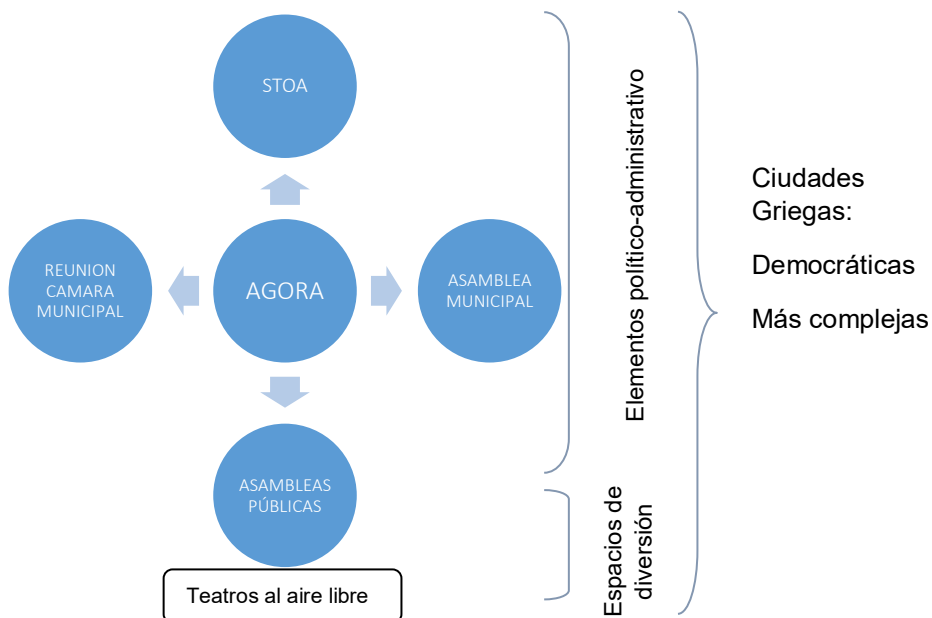 STOA
REUNION
CAMARA
MUNICIPAL
AGORA
ASAMBLEA
MUNICIPAL
ASAMBLEAS
PÚBLICAS
Teatros al aire libre
Elementos político-administrativo
Espacios de
diversión
Ciudades
Griegas:
Democráticas
Más complejas